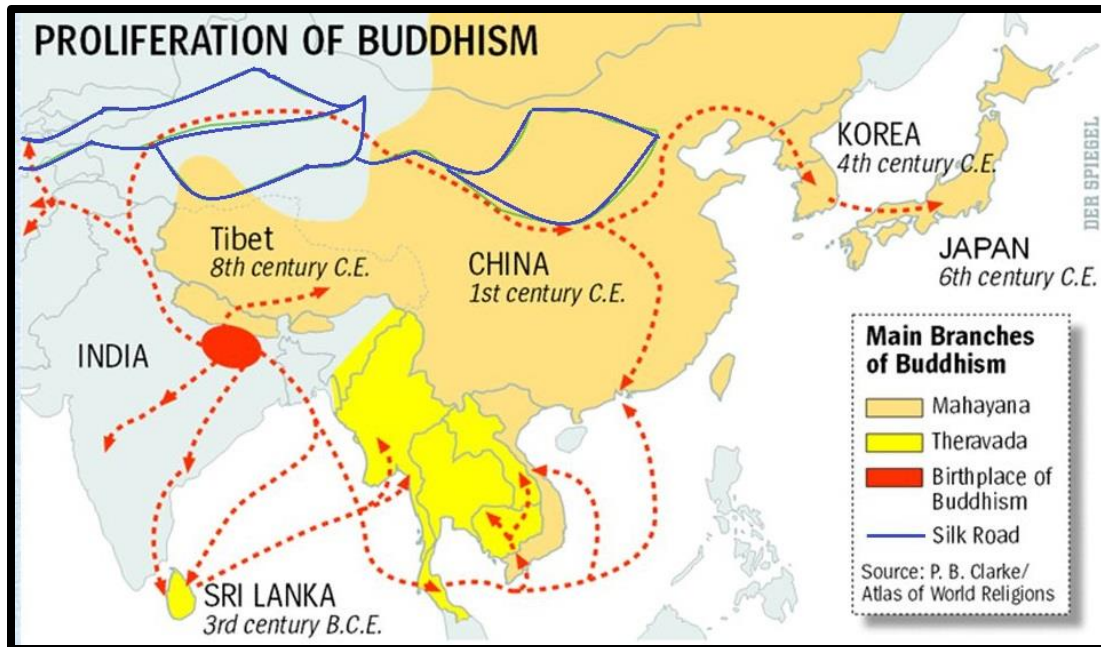 PROLIFERATION OF BUDDHISM
KOREA
4th century C.E.
DER SPIEGEL
Tibet
8th century C.E.
CHINA
1st century C.E.
JAPAN
6th century C.E.
INDIA
SRI LANKA
3rd century B.C.E.
Main Branches
of Buddhism
Mahayana
Theravada
Birthplace of
Buddhism
Silk Road
Source: P. B. Clarke/
Atlas of World Religions